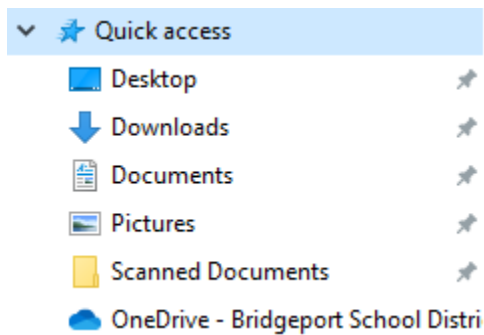 Quick access
Desktop
Downloads
Documents
Pictures
Scanned Documents
OneDrive - Bridgeport School Distri